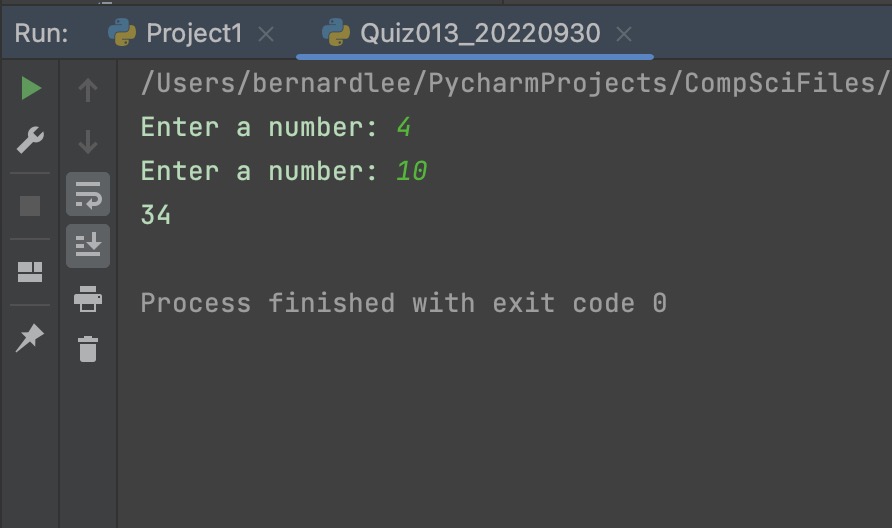 Run: Project1 Quiz013_20220930
/Users/bernardlee/PycharmProjects/CompSciFiles/
Enter a number: 4
Enter a number: 10
34
Process finished with exit code 0